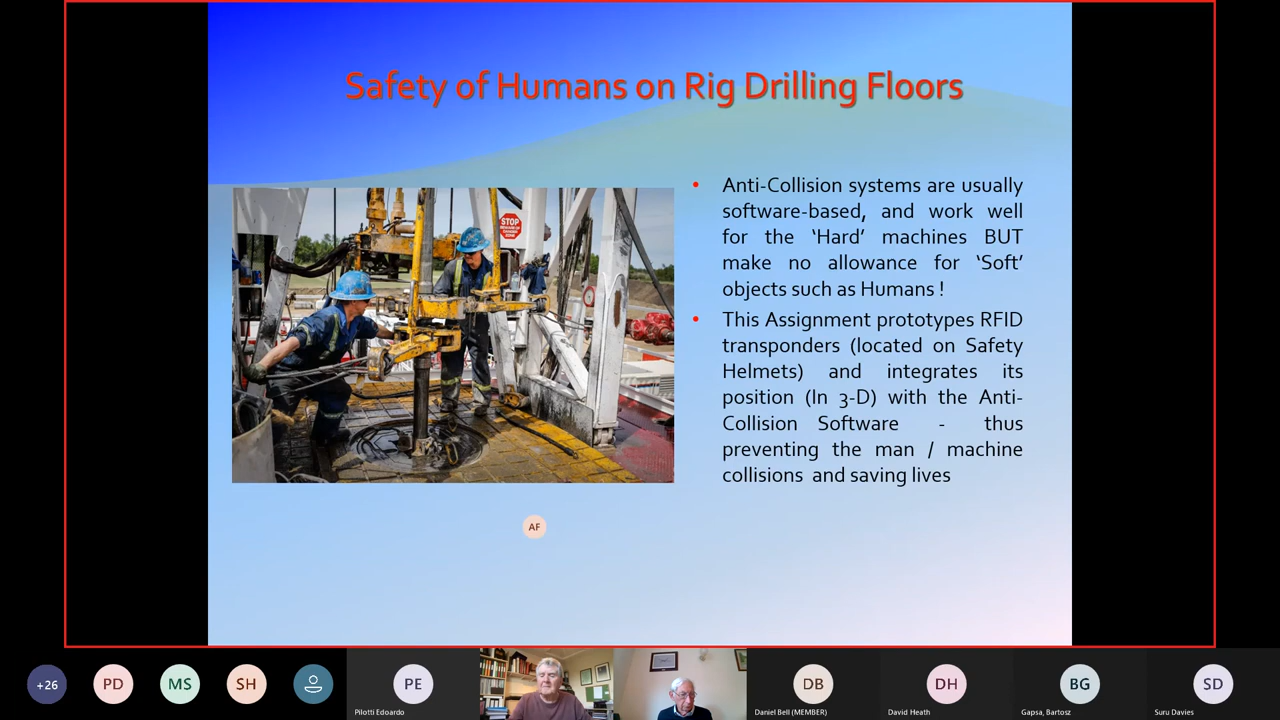 Safety of Humans on Rig Drilling Floors
STOP
Anti-Collision systems are usually
software-based, and work well
for the ‘Hard’ machines BUT
make no allowance for ‘Soft’
objects such as Humans !
This Assignment prototypes RFID
transponders (located on Safety
Helmets) and integrates its
position (In 3-D) with the Anti-
Collision Software - thus
preventing the man / machine
collisions and saving lives
AF
+26
PD
MS
SH
PE
Pilotti Edoardo
DB
Daniel Bell (MEMBER)
DH
David Heath
BG
Gapsa, Bartosz
SD
Suru Davies